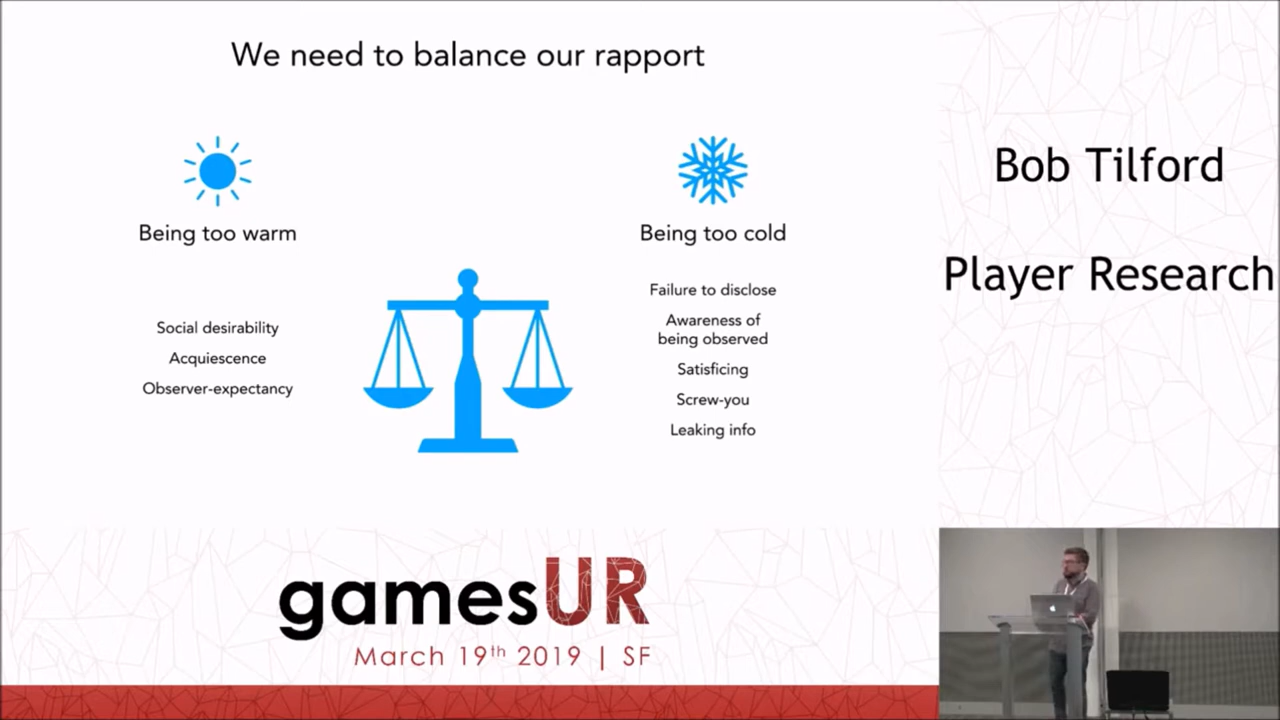 We need to balance our rapport
Being too warm
Social desirability
Acquiescence
Observer-expectancy
Being too cold
Failure to disclose
Awareness of
being observed
Satisficing
Screw-you
Leaking info
Bob Tilford
Player Research
gamesUR
March 19th 2019 | SF